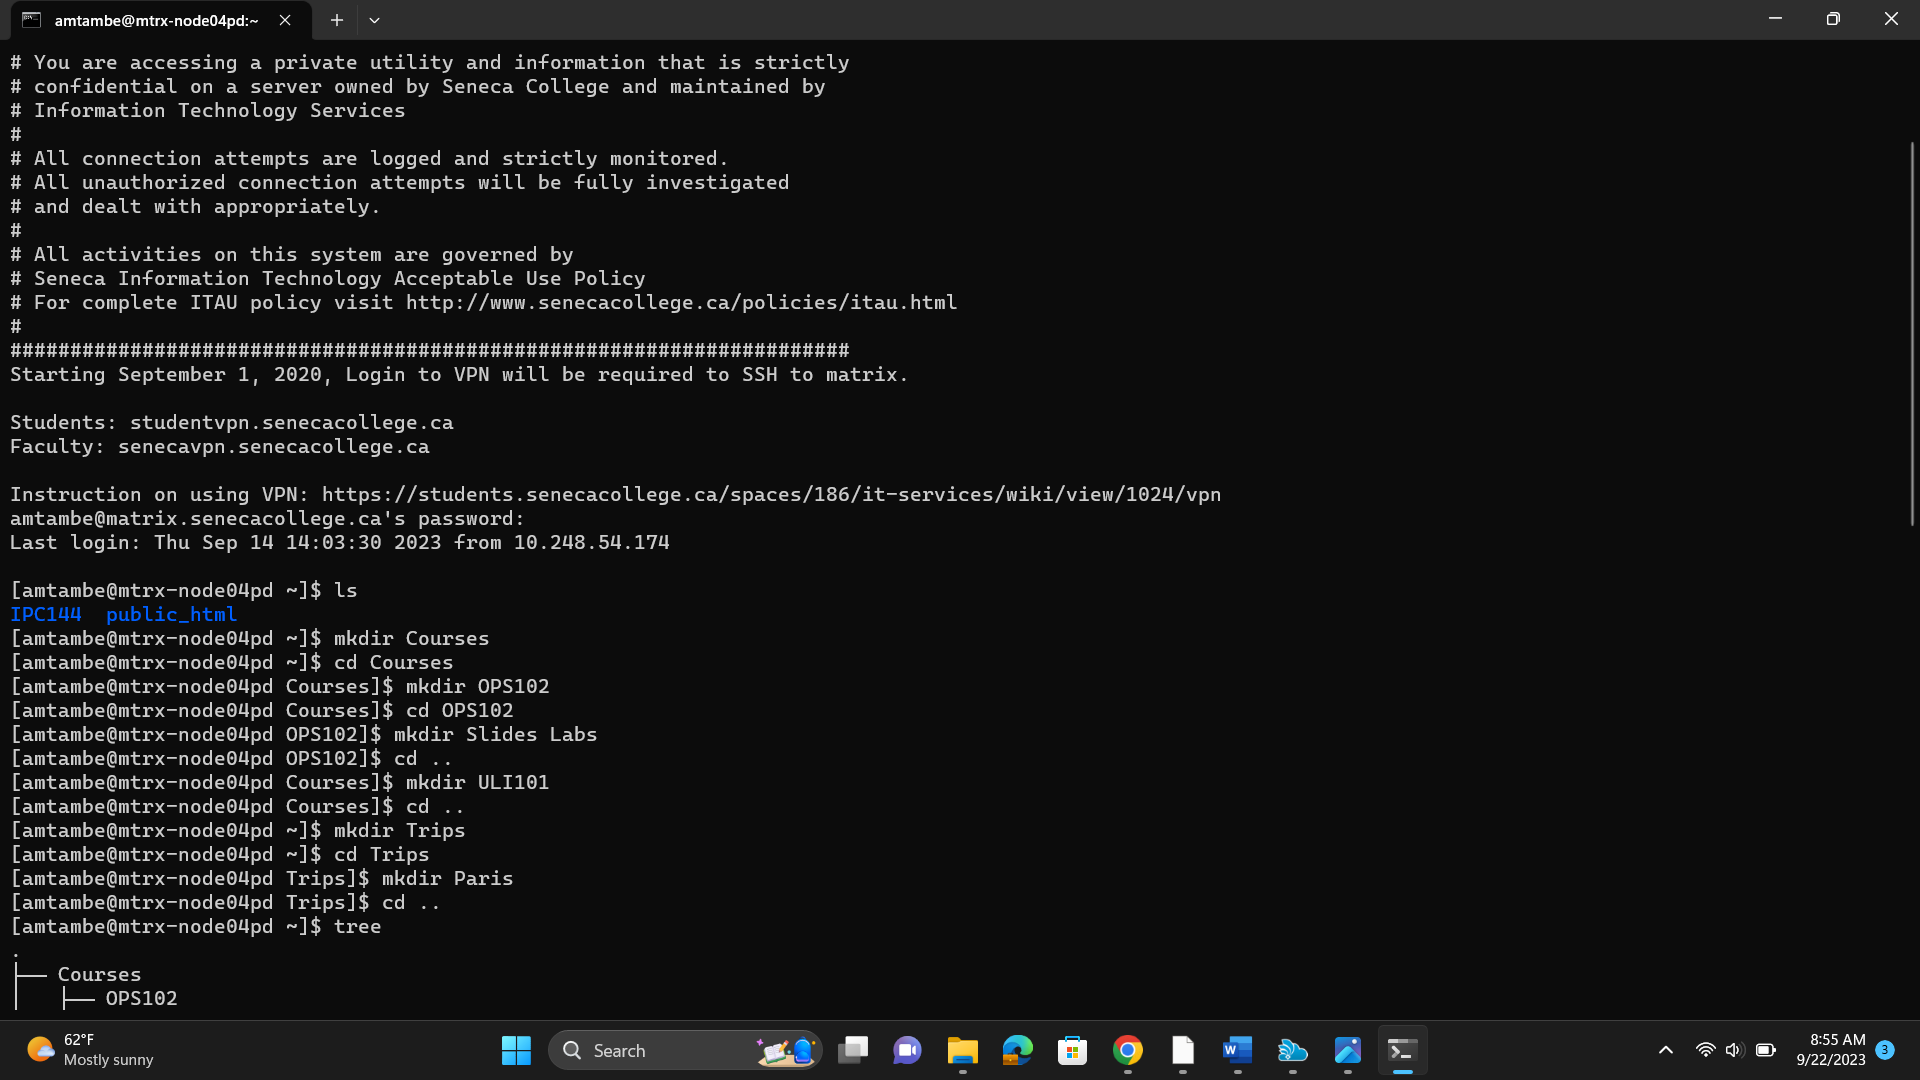 amtambe@mtrx-node04pd:~
# You are accessing a private utility and information that is strictly
# confidential on a server owned by Seneca College and maintained by
# Information Technology Services
#
# All connection attempts are logged and strictly monitored.
# All unauthorized connection attempts will be fully investigated
# and dealt with appropriately.
#
# All activities on this system are governed by
# Seneca Information Technology Acceptable Use Policy
# For complete ITAU policy visit http://www.senecacollege.ca/policies/itau.html
#
######################################################################
Starting September 1, 2020, Login to VPN will be required to SSH to matrix.
Students: studentvpn.senecacollege.ca
Faculty: senecavpn.senecacollege.ca
Instruction on using VPN: https://students.senecacollege.ca/spaces/186/it-services/wiki/view/1024/vpn
amtambe@matrix.senecacollege.ca's password:
Last login: Thu Sep 14 14:03:30 2023 from 10.248.54.174
[amtambe@mtrx-node04pd ~]$ ls
IPC144  public_html
[amtambe@mtrx-node04pd ~]$ mkdir Courses
[amtambe@mtrx-node04pd ~]$ cd Courses
[amtambe@mtrx-node04pd Courses]$ mkdir OPS102
[amtambe@mtrx-node04pd Courses]$ cd OPS102
[amtambe@mtrx-node04pd OPS102]$ mkdir Slides Labs
[amtambe@mtrx-node04pd OPS102]$ cd ..
[amtambe@mtrx-node04pd Courses]$ mkdir ULI101
[amtambe@mtrx-node04pd Courses]$ cd ..
[amtambe@mtrx-node04pd ~]$ mkdir Trips
[amtambe@mtrx-node04pd ~]$ cd Trips
[amtambe@mtrx-node04pd Trips]$ mkdir Paris
[amtambe@mtrx-node04pd Trips]$ cd ..
[amtambe@mtrx-node04pd ~]$ tree
.
├── Courses
│   ├── OPS102
62°F
Mostly sunny
Search
W
8:55 AM
9/22/2023
3